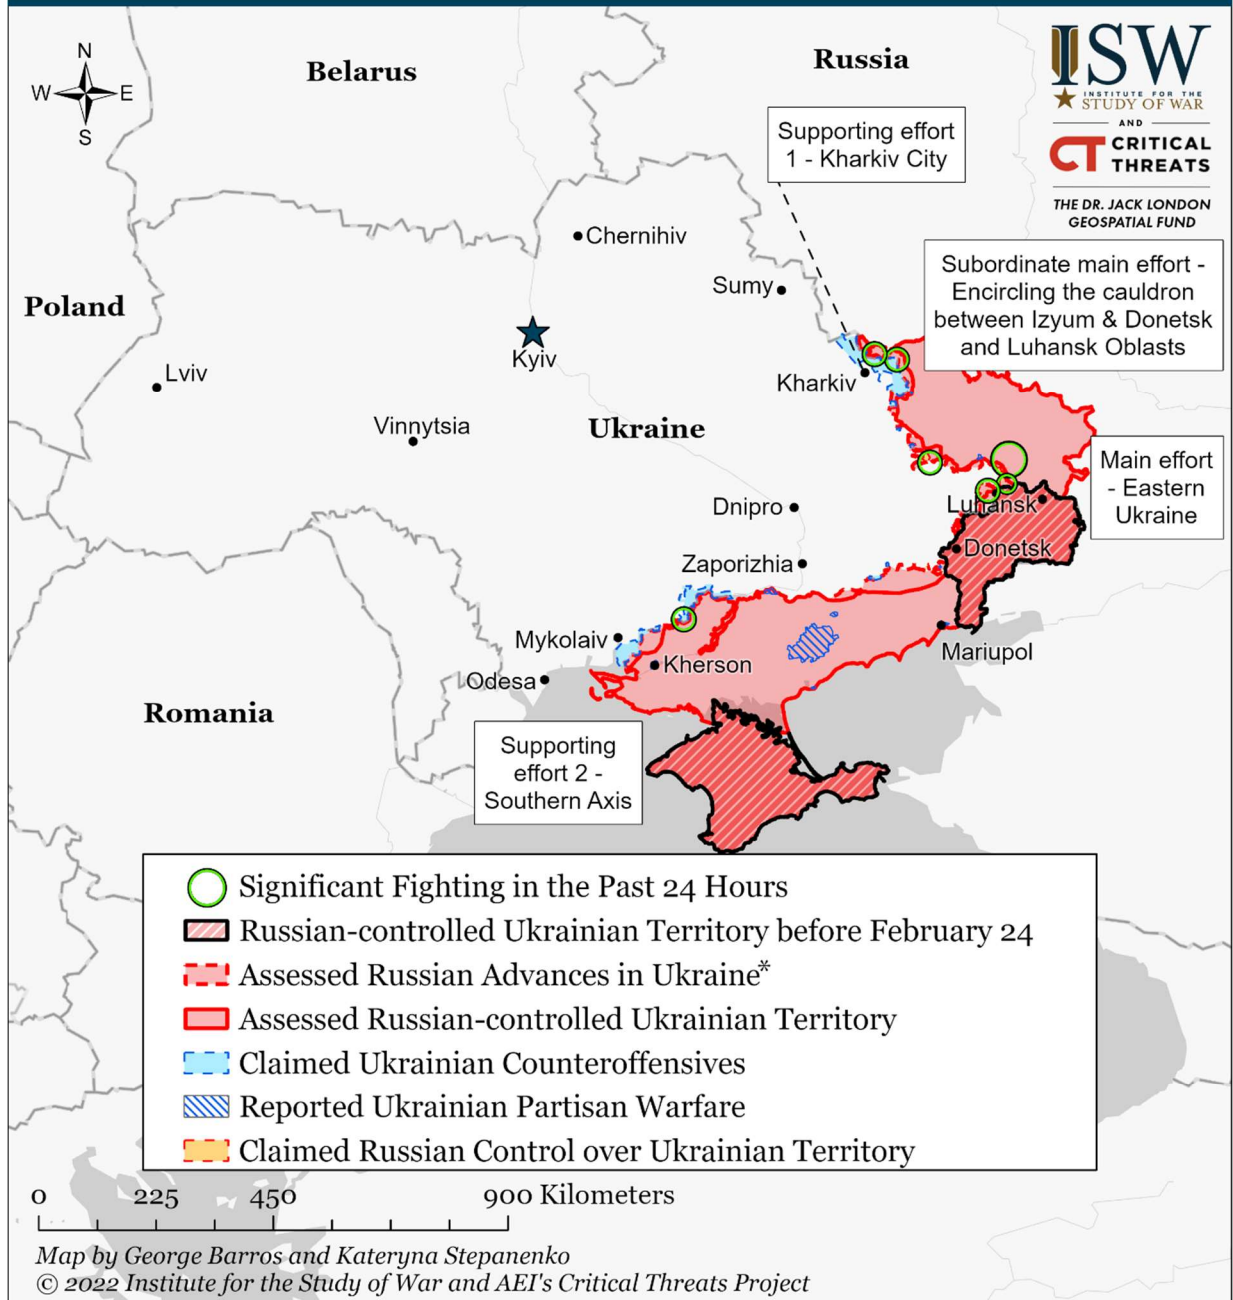 N
W
E
S
Belarus
Russia
ISW
INSTITUTE FOR THE
STUDY OF WAR
AND
CT CRITICAL
THREATS
THE DR. JACK LONDON
GEOSPATIAL FUND
Supporting effort
1 - Kharkiv City
Chernihiv
Subordinate main effort -
Encircling the cauldron
between Izyum & Donetsk
and Luhansk Oblasts
Sumy
Poland
Kyiv
Lviv
Kharkiv
Vinnytsia
Ukraine
Main effort
- Eastern
Ukraine
Dnipro
Luhansk
Donetsk
Zaporizhia
Mykolaiv
Mariupol
Kherson
Odesa
Romania
Supporting
effort 2 -
Southern Axis
Significant Fighting in the Past 24 Hours
Russian-controlled Ukrainian Territory before February 24
Assessed Russian Advances in Ukraine*
Assessed Russian-controlled Ukrainian Territory
Claimed Ukrainian Counteroffensives
Reported Ukrainian Partisan Warfare
Claimed Russian Control over Ukrainian Territory
0 225 450 900 Kilometers
Map by George Barros and Kateryna Stepanenko
© 2022 Institute for the Study of War and AEI's Critical Threats Project